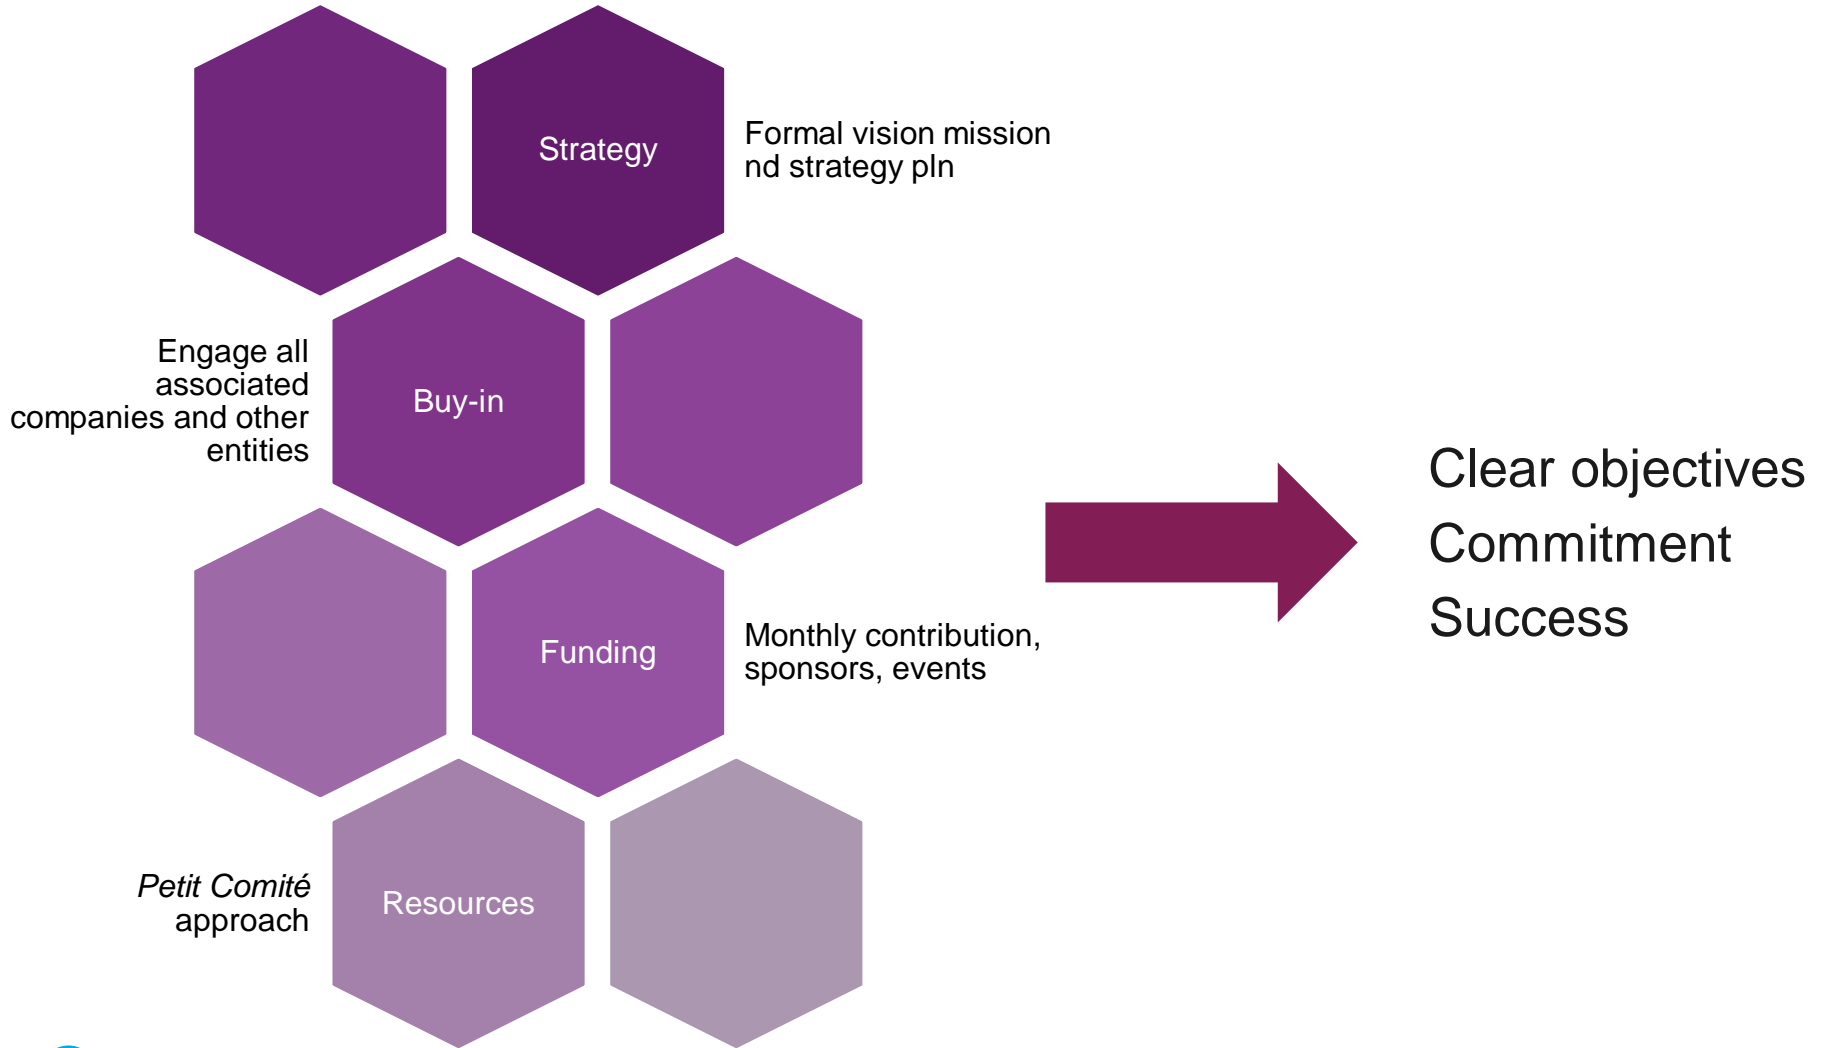 Strategy
Formal vision mission
nd strategy pln
Engage all
associated
companies and other
entities
Buy-in
Funding
Monthly contribution,
sponsors, events
Petit Comité
approach
Resources
Clear objectives
Commitment
Success